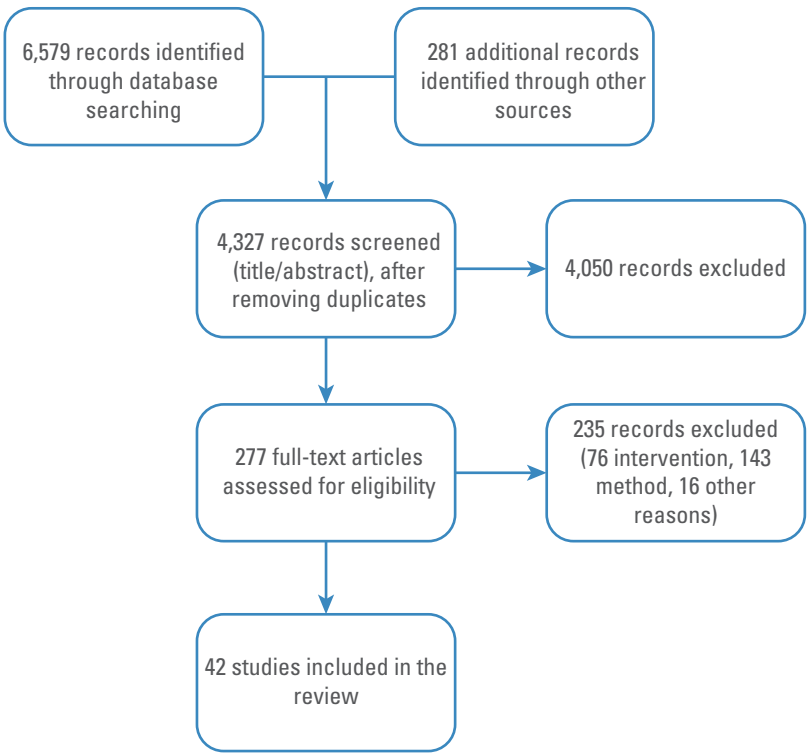 6,579 records identified
through database
searching
281 additional records
identified through other
sources
4,327 records screened
(title/abstract), after
removing duplicates
4,050 records excluded
277 full-text articles
assessed for eligibility
235 records excluded
(76 intervention, 143
method, 16 other
reasons)
42 studies included in the
review